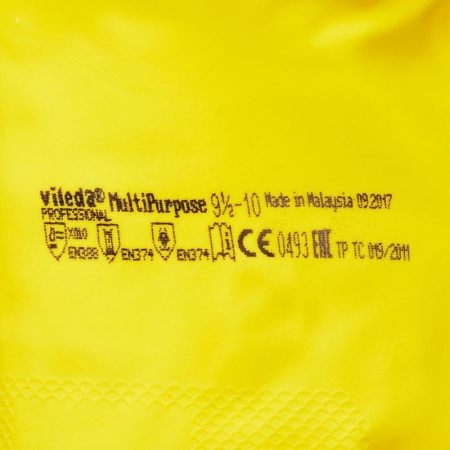 vileda® MultiPurpose 9½-10 Made in Malaysia 09.2017
PROFESSIONAL
EN388 EN374 EN374 CE 0493 EAC TP TC 019/2011